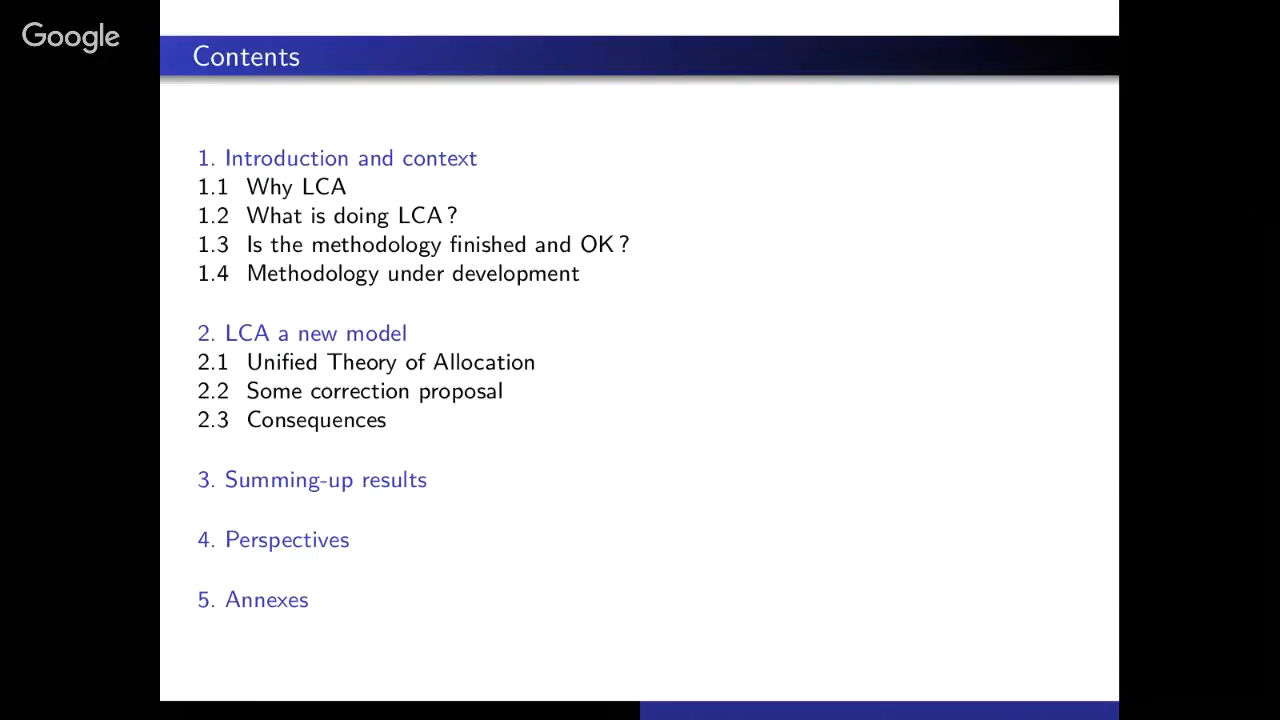 Google
Contents
1. Introduction and context
1.1 Why LCA
1.2 What is doing LCA ?
1.3 Is the methodology finished and OK ?
1.4 Methodology under development
2. LCA a new model
2.1 Unified Theory of Allocation
2.2 Some correction proposal
2.3 Consequences
3. Summing-up results
4. Perspectives
5. Annexes